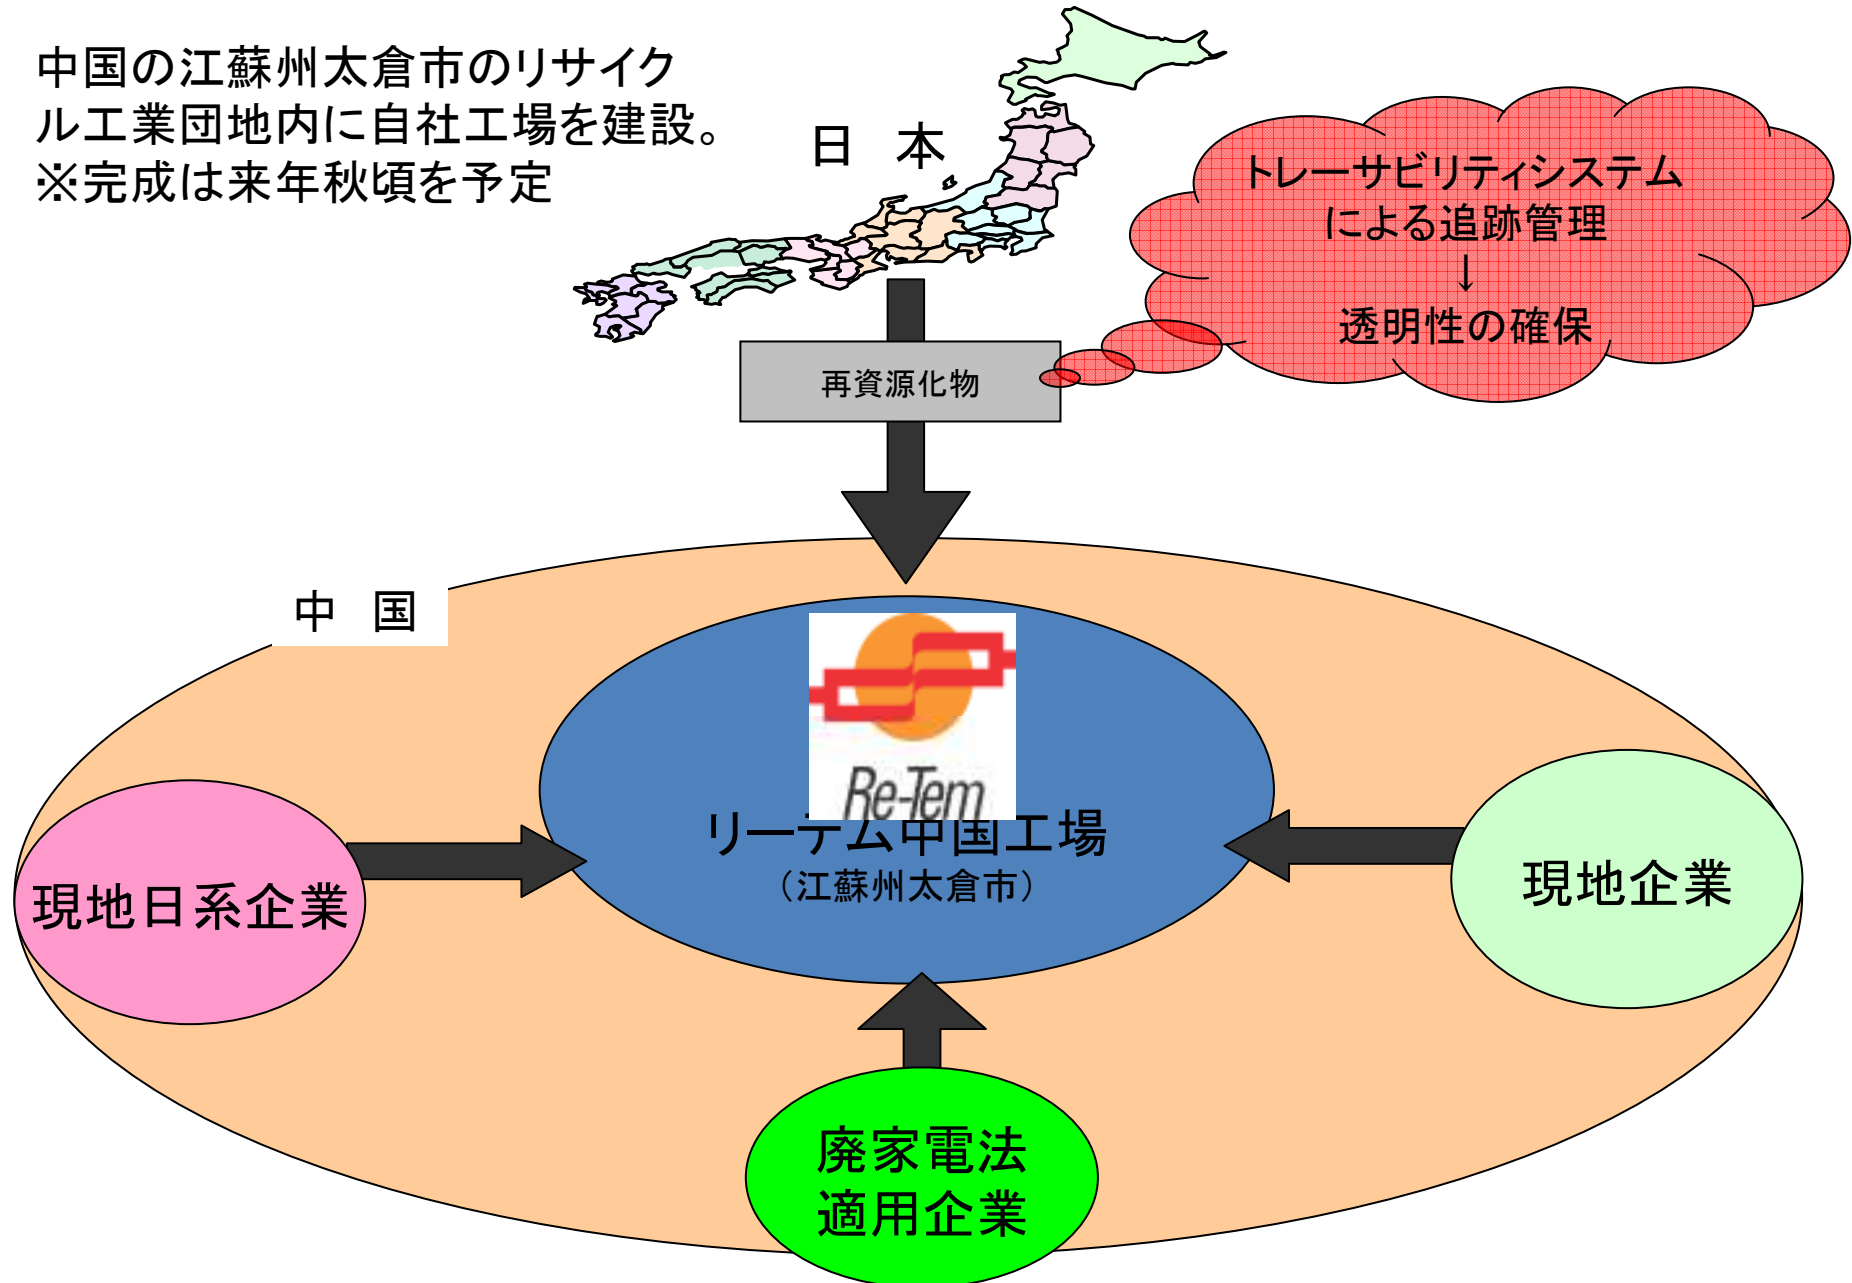 中国の江蘇州太倉市のリサイク
ル工業団地内に自社工場を建設。
※完成は来年秋頃を予定
日 本
トレーサビリティシステム
による追跡管理
↓
透明性の確保
再資源化物
中 国
Re-Tem
リーテム中国工場
（江蘇州太倉市）
現地日系企業
現地企業
廃家電法
適用企業